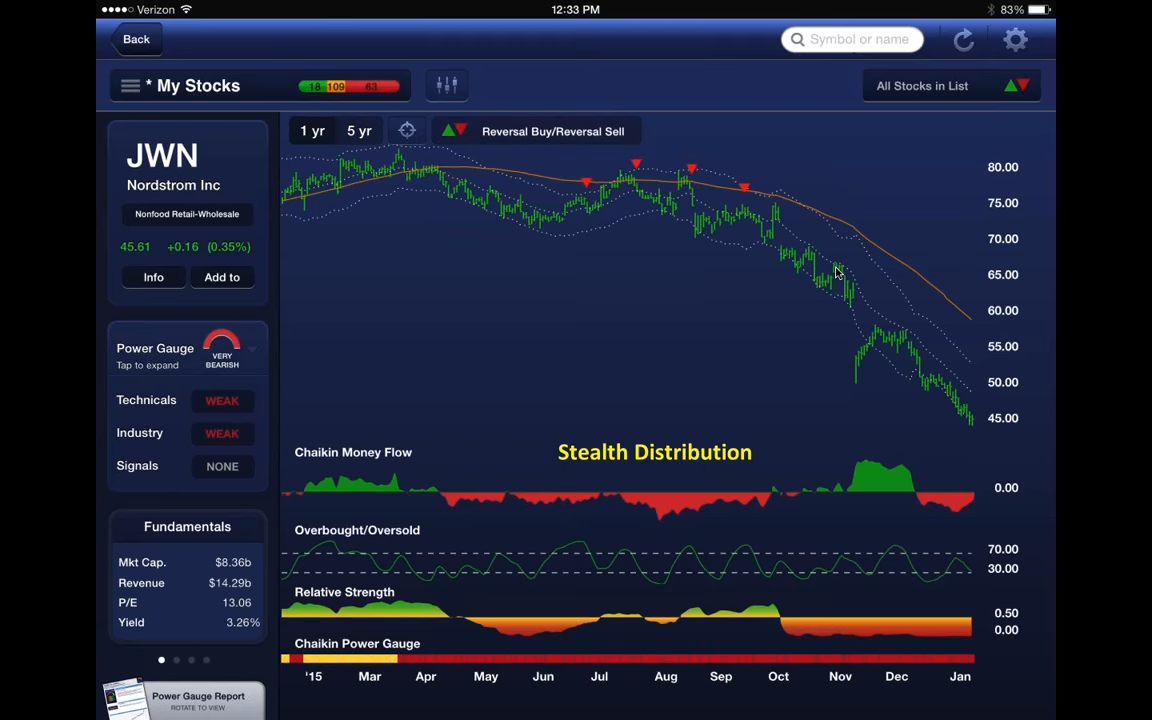 Verizon 12:33 PM 83%
Back Symbol or name
* My Stocks 18 109 63 All Stocks in List
1 yr 5 yr Reversal Buy/Reversal Sell
JWN
Nordstrom Inc
Nonfood Retail-Wholesale
45.61 +0.16 (0.35%)
Info Add to
Power Gauge VERY BEARISH
Tap to expand
Technicals WEAK
Industry WEAK
Signals NONE
Fundamentals
Mkt Cap. $8.36b
Revenue $14.29b
P/E 13.06
Yield 3.26%
Power Gauge Report
ROTATE TO VIEW
80.00
75.00
70.00
65.00
60.00
55.00
50.00
45.00
Stealth Distribution
Chaikin Money Flow
0.00
Overbought/Oversold
70.00
30.00
Relative Strength
0.50
0.00
Chaikin Power Gauge
'15 Mar Apr May Jun Jul Aug Sep Oct Nov Dec Jan